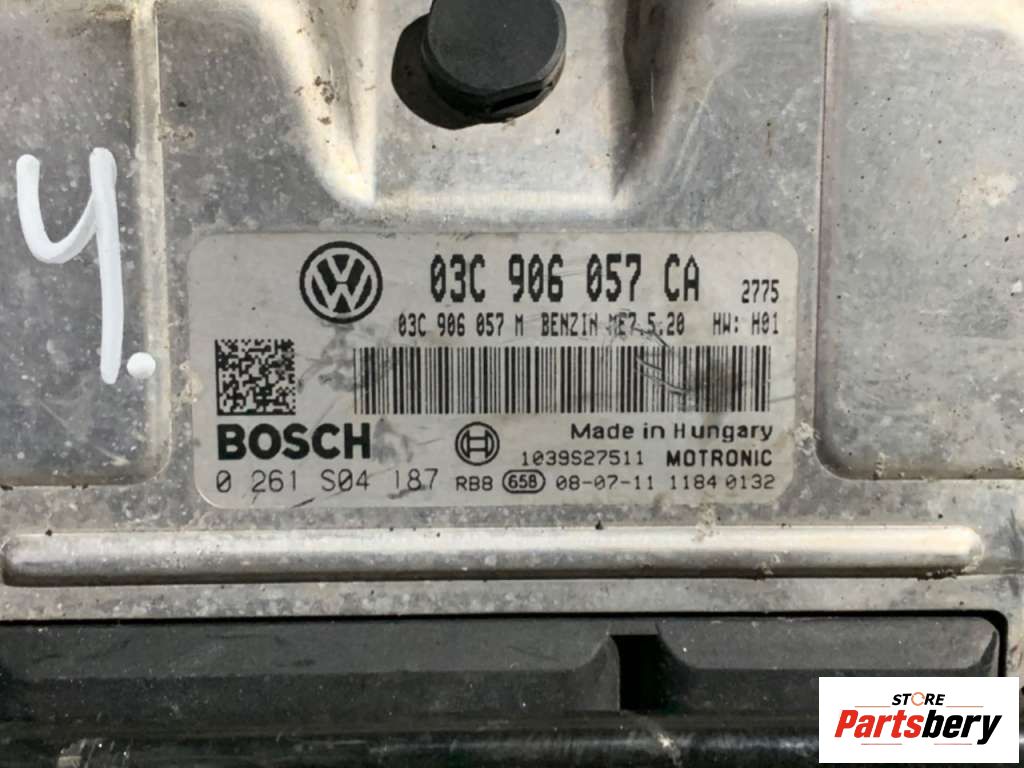 Ч.
03C 906 057 CA 2775
03C 906 057 M BENZIN ME7.5.20 HW: H01
BOSCH
Made in Hungary
1039S27511 MOTRONIC
0 261 S04 187 RB8 658 08-07-11 1184 0132
STORE
Partsbery